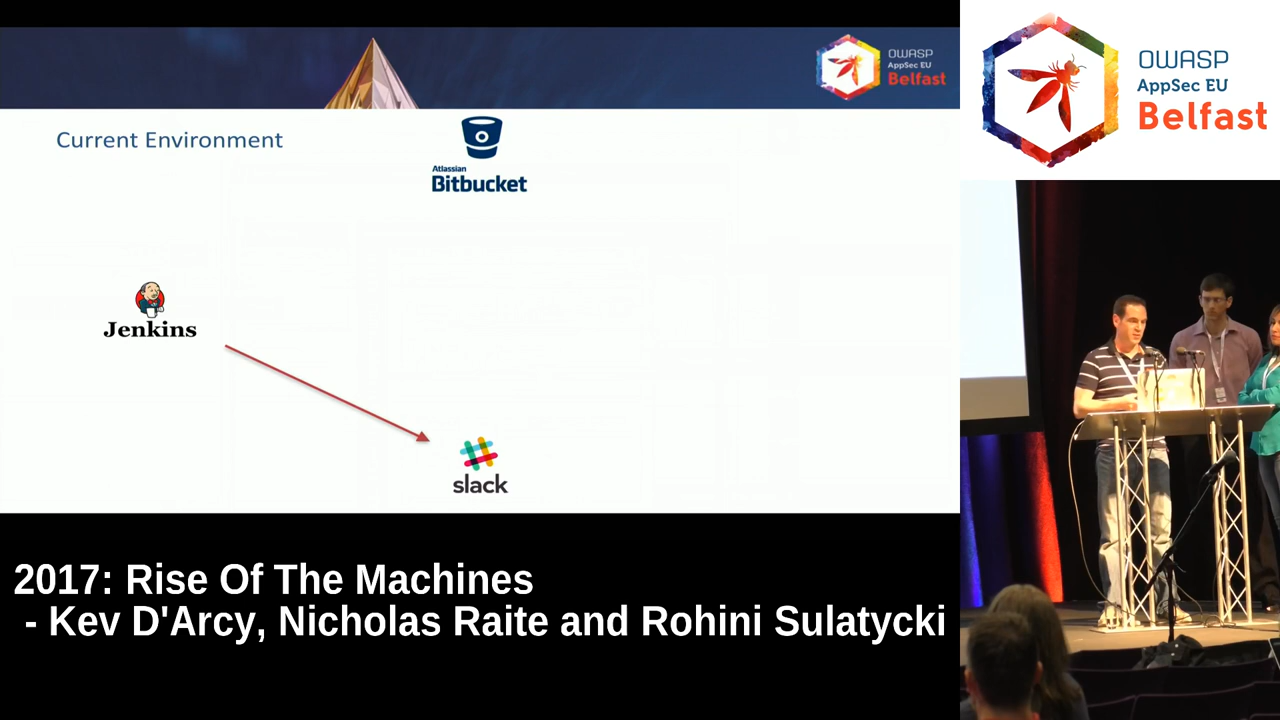 OWASP
AppSec EU
Belfast
Current Environment
Atlassian
Bitbucket
Jenkins
slack
OWASP
AppSec EU
Belfast
2017: Rise Of The Machines
- Kev D'Arcy, Nicholas Raite and Rohini Sulatycki